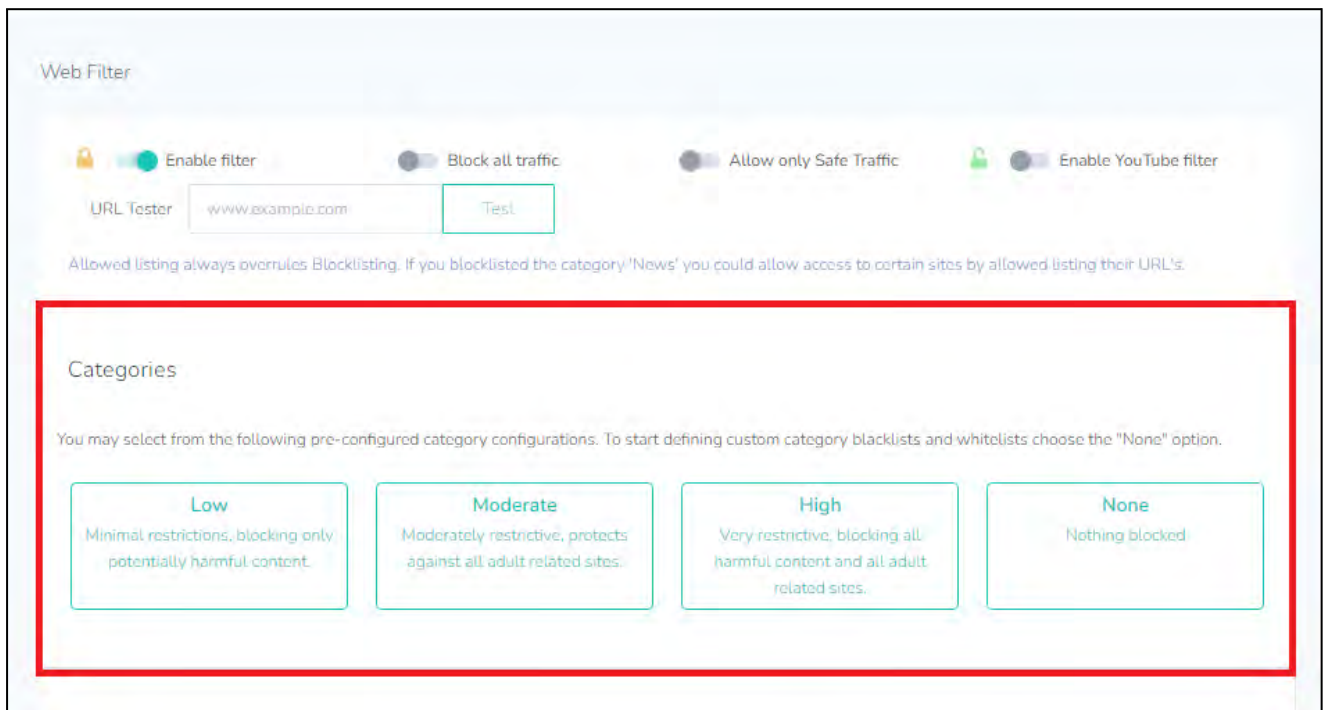 Web Filter
Enable filter
Block all traffic
Allow only Safe Traffic
Enable YouTube filter
URL Tester
www.example.com
Test
Allowed listing always overrules Blocklisting. If you blocklisted the category 'News' you could allow access to certain sites by allowed listing their URL's.
Categories
You may select from the following pre-configured category configurations. To start defining custom category blacklists and whitelists choose the "None" option.
Low
Minimal restrictions, blocking only
potentially harmful content.
Moderate
Moderately restrictive, protects
against all adult related sites.
High
Very restrictive, blocking all
harmful content and all adult
related sites.
None
Nothing blocked